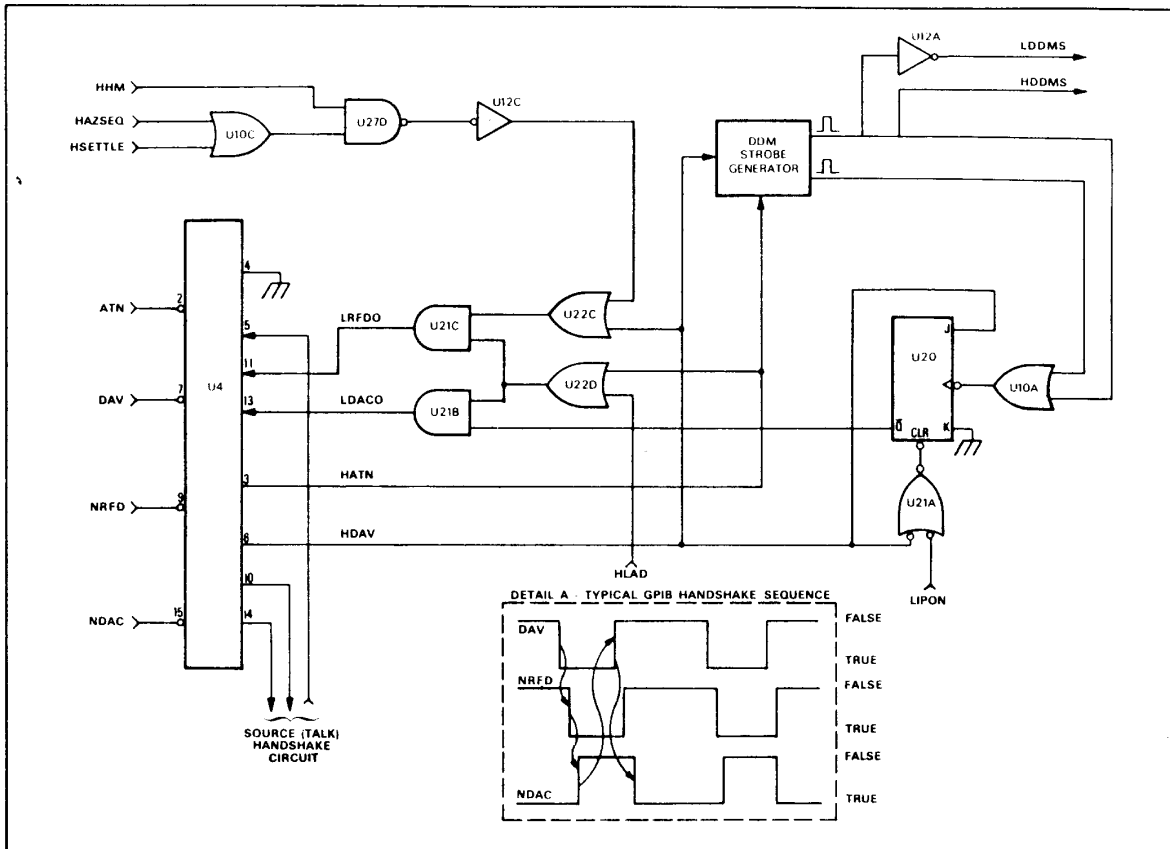 U12A
LDDMS
HDDMS
HHM
U12C
HAZSEQ
U10C
U27D
HSETTLE
DDM
STROBE
GENERATOR
4
ATN
2
5
LRFDO
U21C
U22C
J
U20
11
U4
U22D
U10A
DAV
7
13
LDACO
U21B
Q
CLR
K
3
HATN
NRFD
9
U21A
6
HDAV
HLAD
10
LIPON
NDAC
15
14
DETAIL A - TYPICAL GPIB HANDSHAKE SEQUENCE
DAV
FALSE
TRUE
NRFD
FALSE
TRUE
NDAC
FALSE
TRUE
SOURCE (TALK)
HANDSHAKE
CIRCUIT